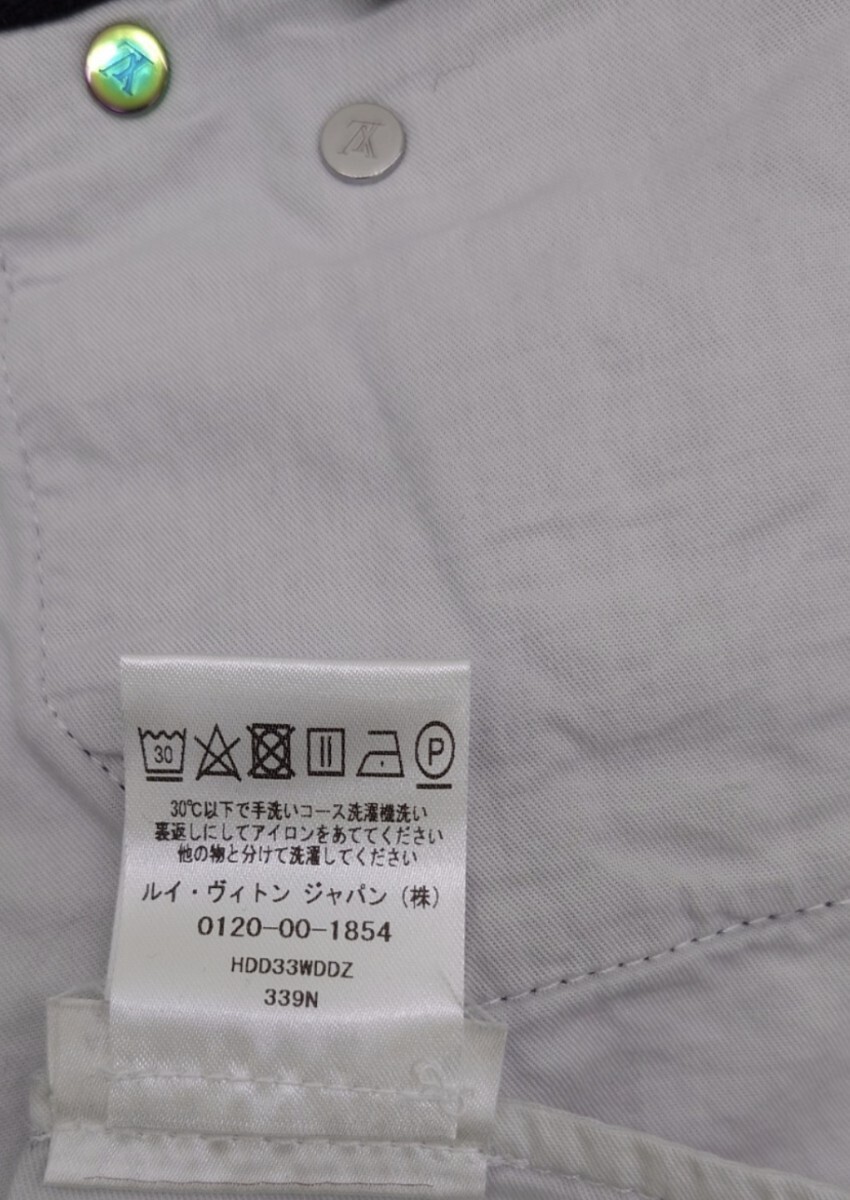 30
P
30℃以下で手洗いコース洗濯機洗い
裏返しにしてアイロンをあててください
他の物と分けて洗濯してください
ルイ・ヴィトン ジャパン (株)
0120-00-1854
HDD33WDDZ
339N